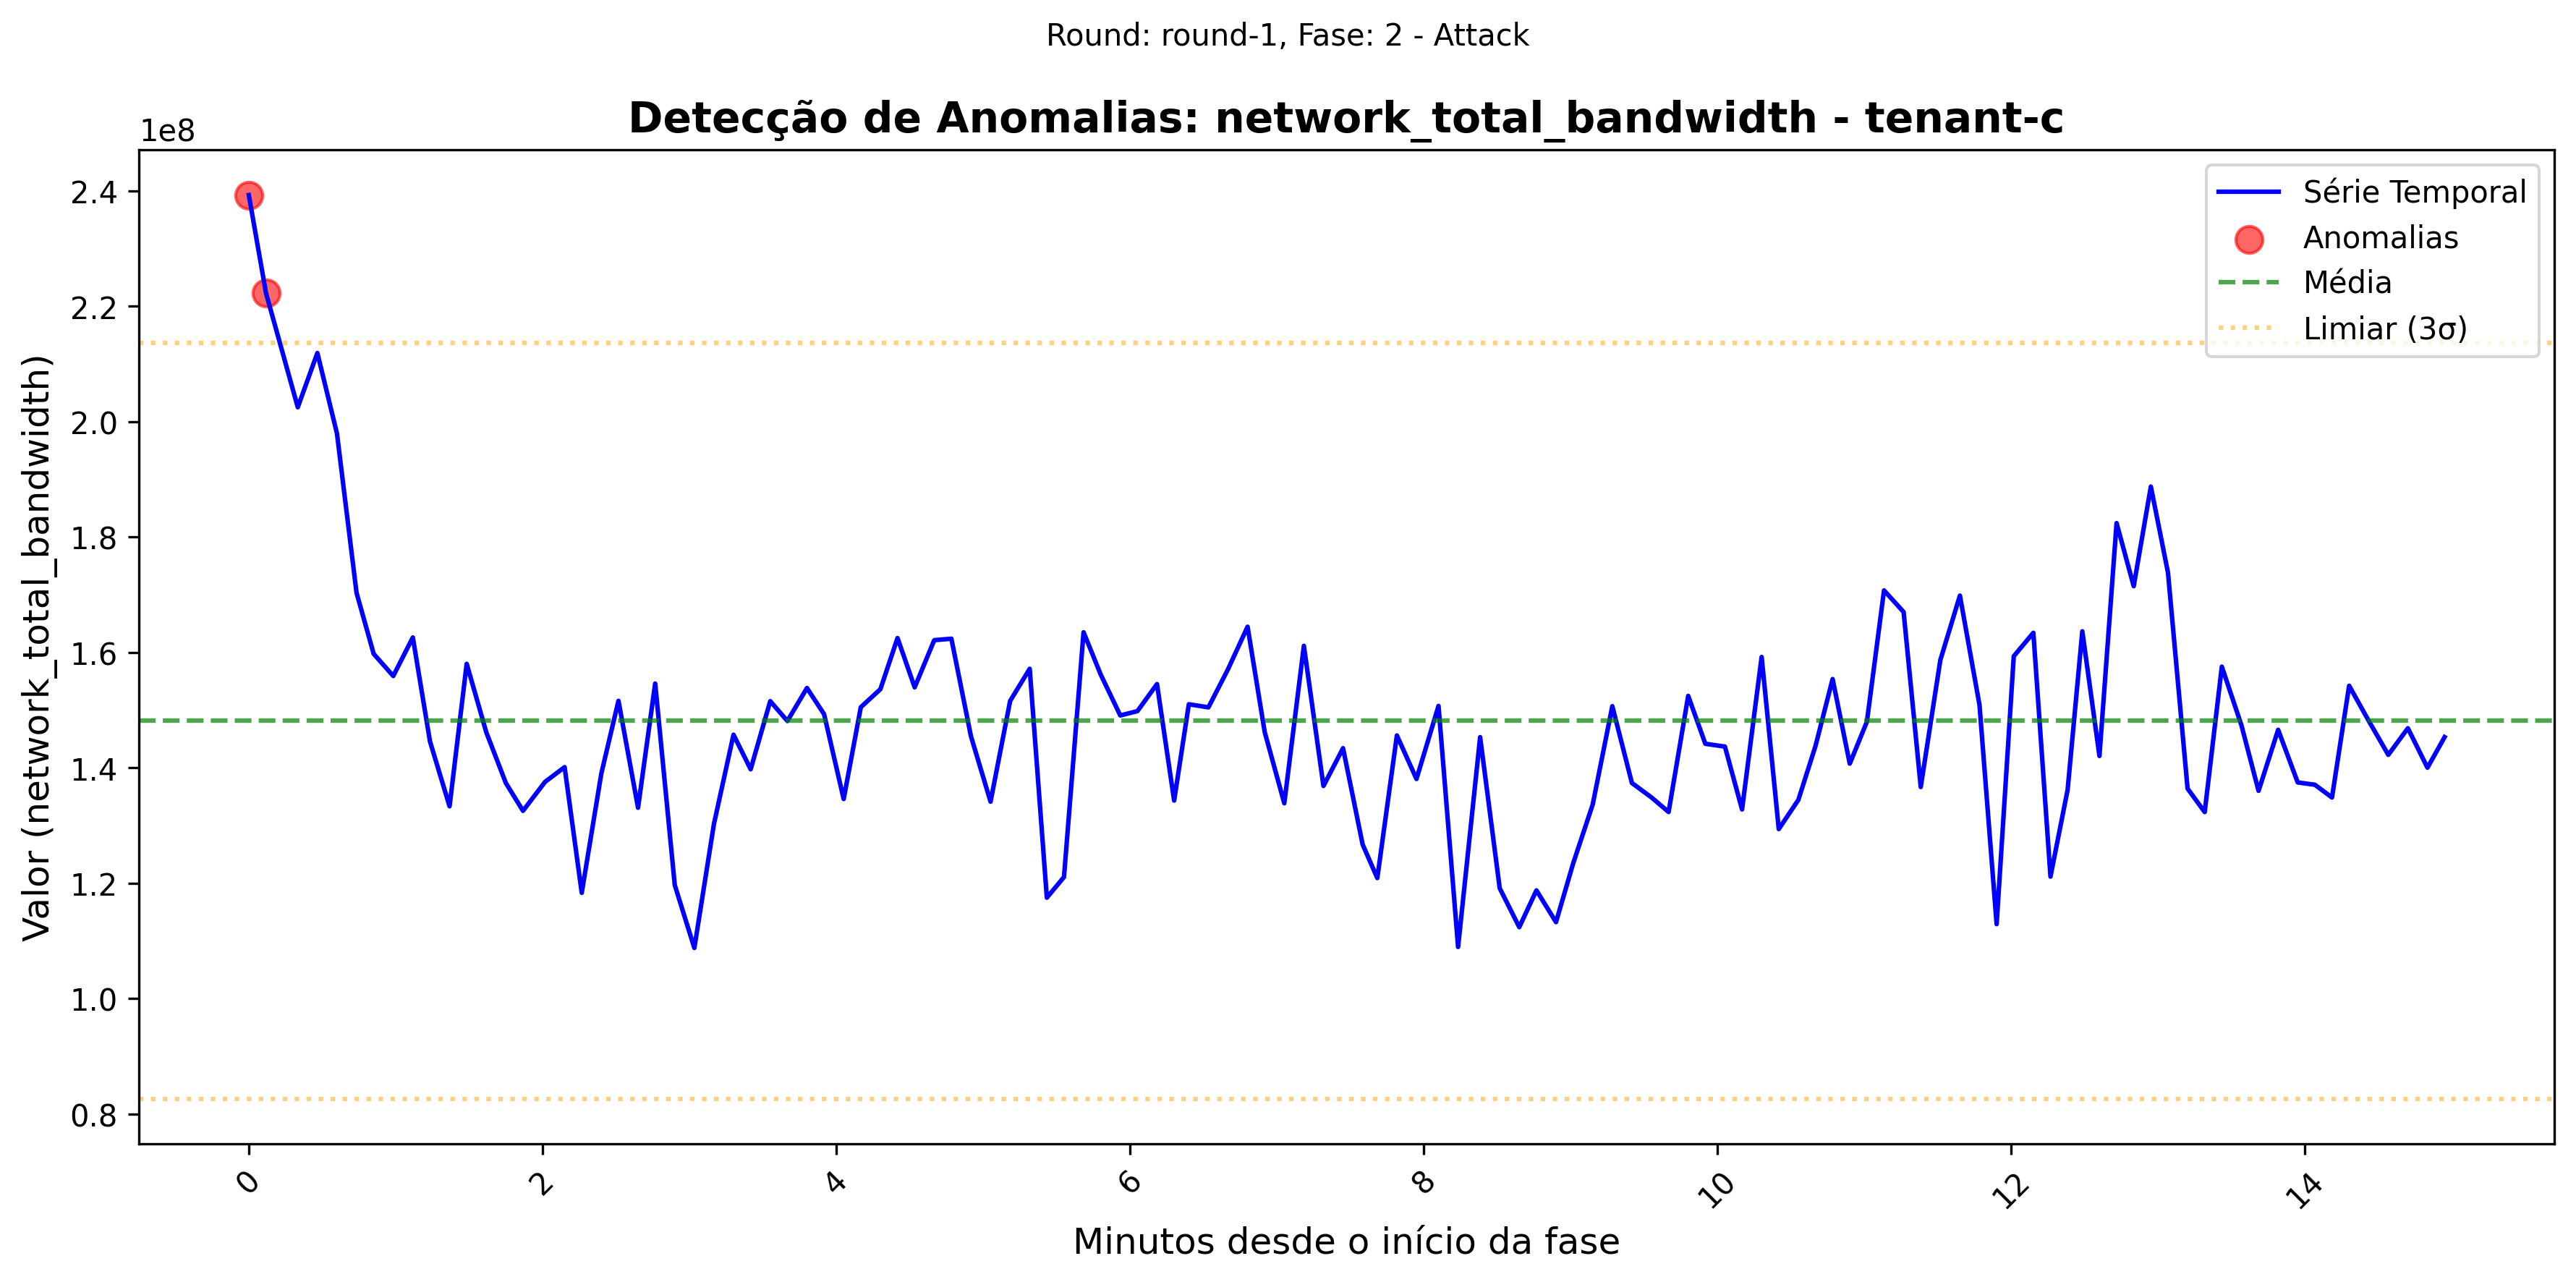 Round: round-1, Fase: 2 - Attack
Detecção de Anomalias: network_total_bandwidth - tenant-c
1e8
2.4
2.2
2.0
1.8
1.6
1.4
1.2
1.0
0.8
Valor (network_total_bandwidth)
Série Temporal
Anomalias
Média
Limiar (3σ)
0 2 4 6 8 10 12 14
Minutos desde o início da fase